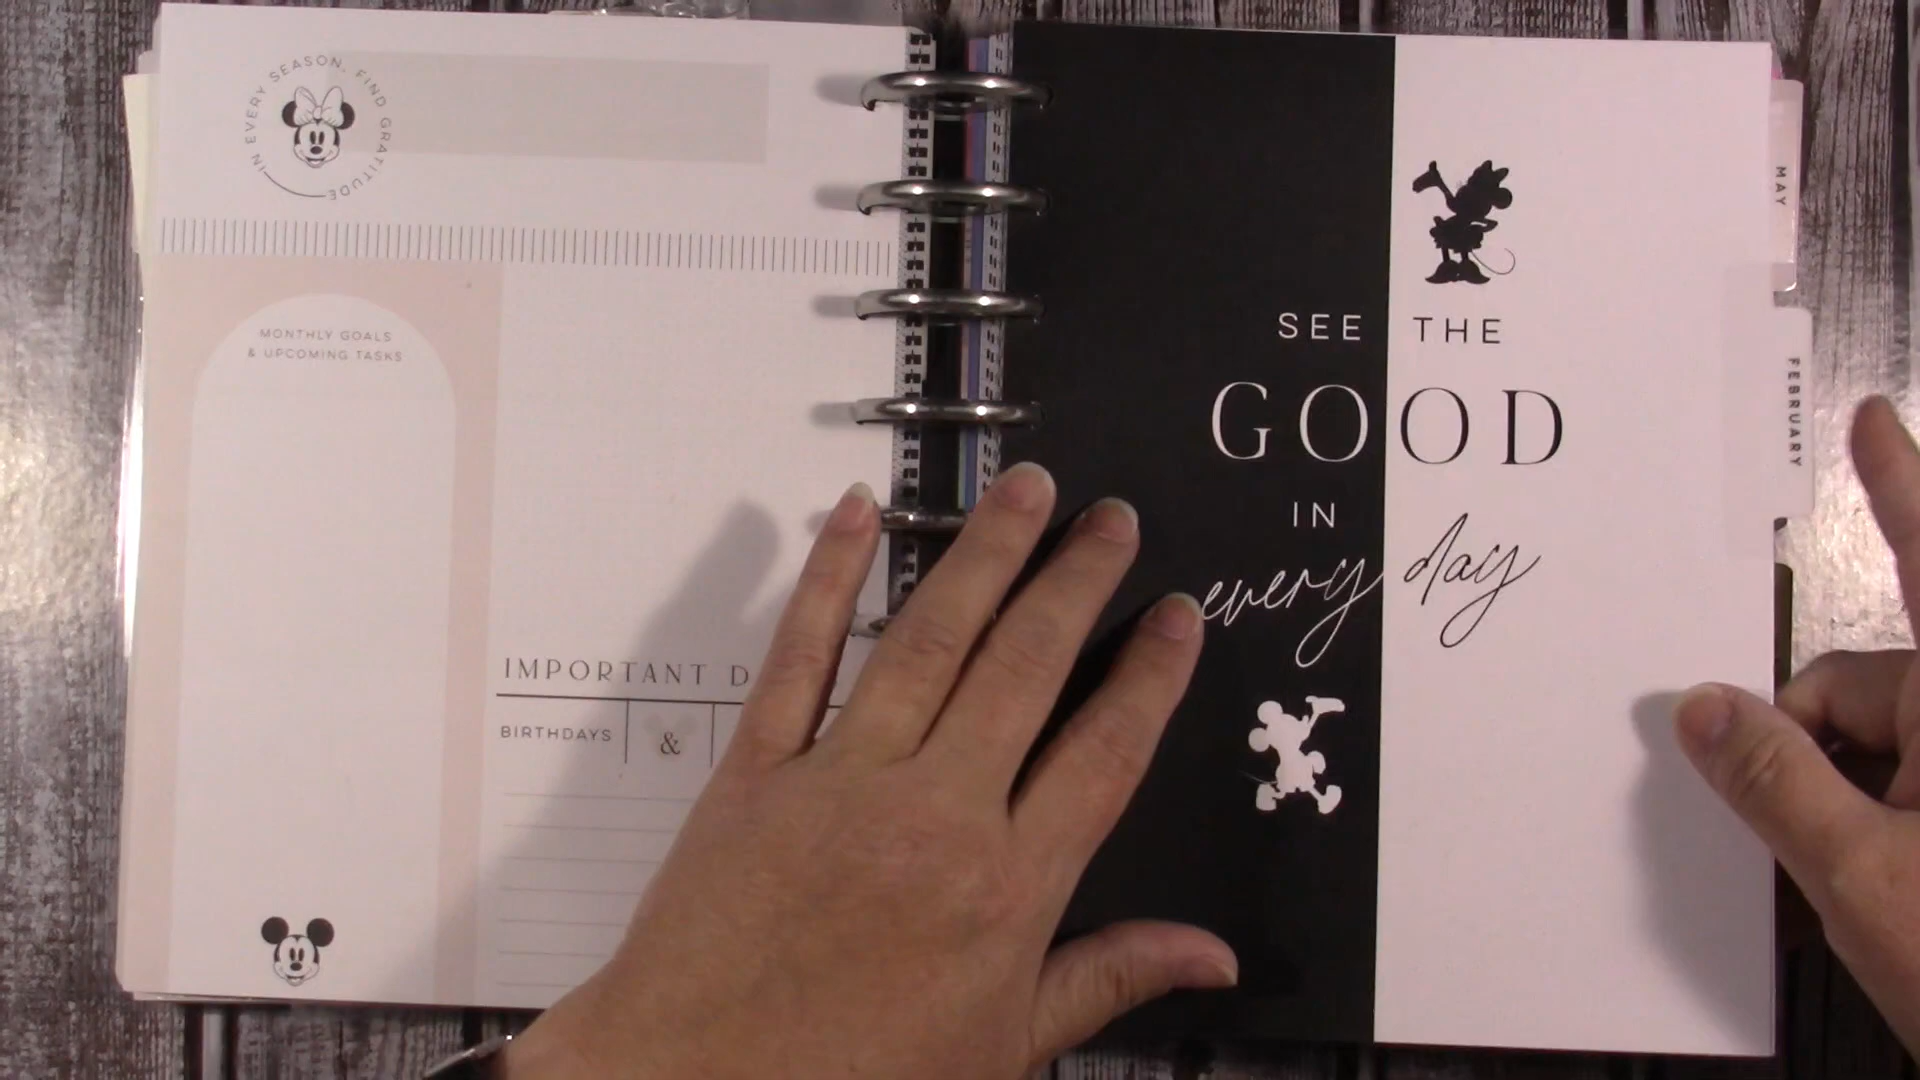 IN EVERY SEASON, FIND GRATITUDE
MONTHLY GOALS
& UPCOMING TASKS
IMPORTANT D
BIRTHDAYS &
SEE THE
GOOD
IN
every day
MAY
FEBRUARY